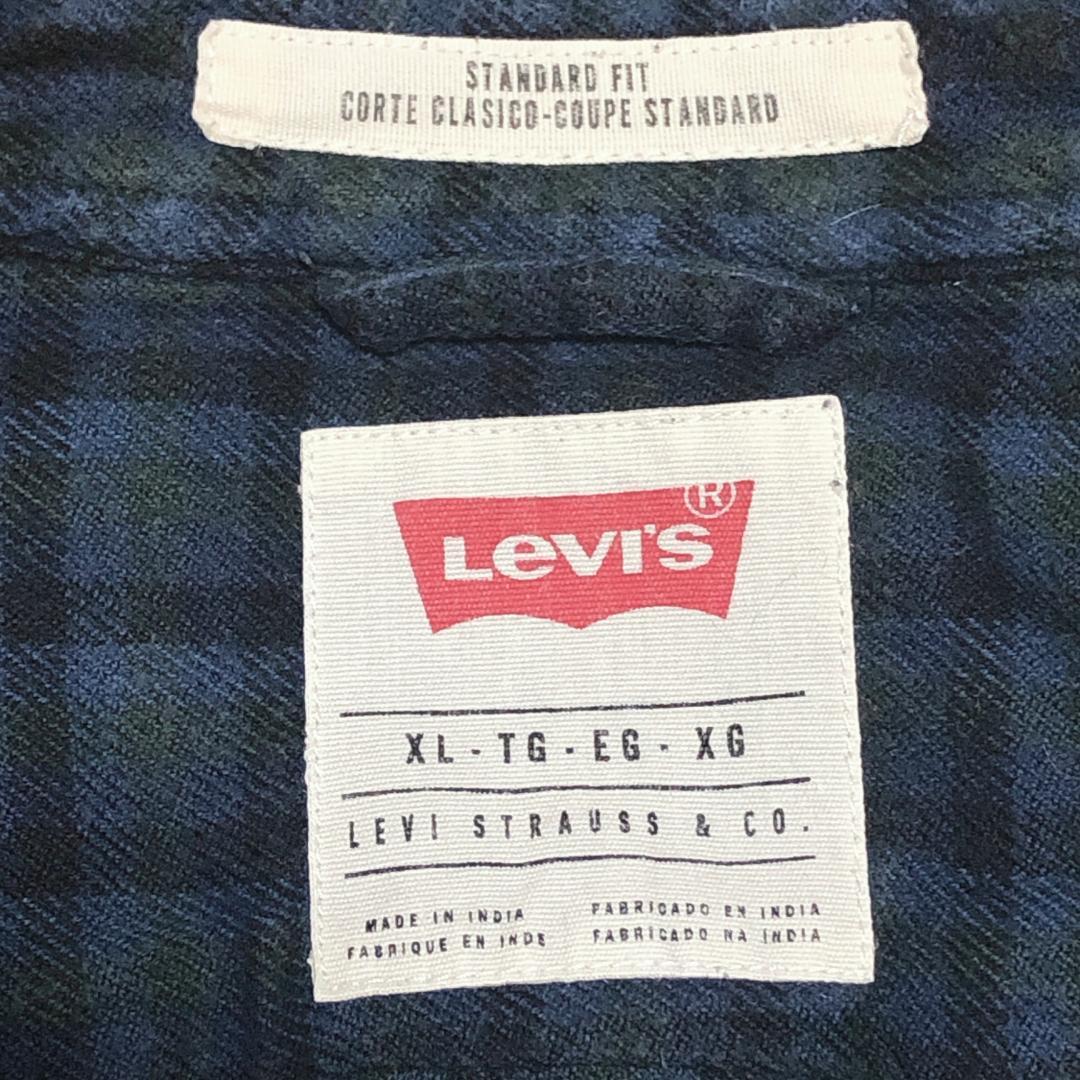 STANDARD FIT
CORTE CLASICO-COUPE STANDARD
LEVI'S ®
XL - TG - EG - XG
LEVI STRAUSS & CO.
MADE IN INDIA
FABRIQUE EN INDE
FABRICADO EN INDIA
FABRICADO NA INDIA